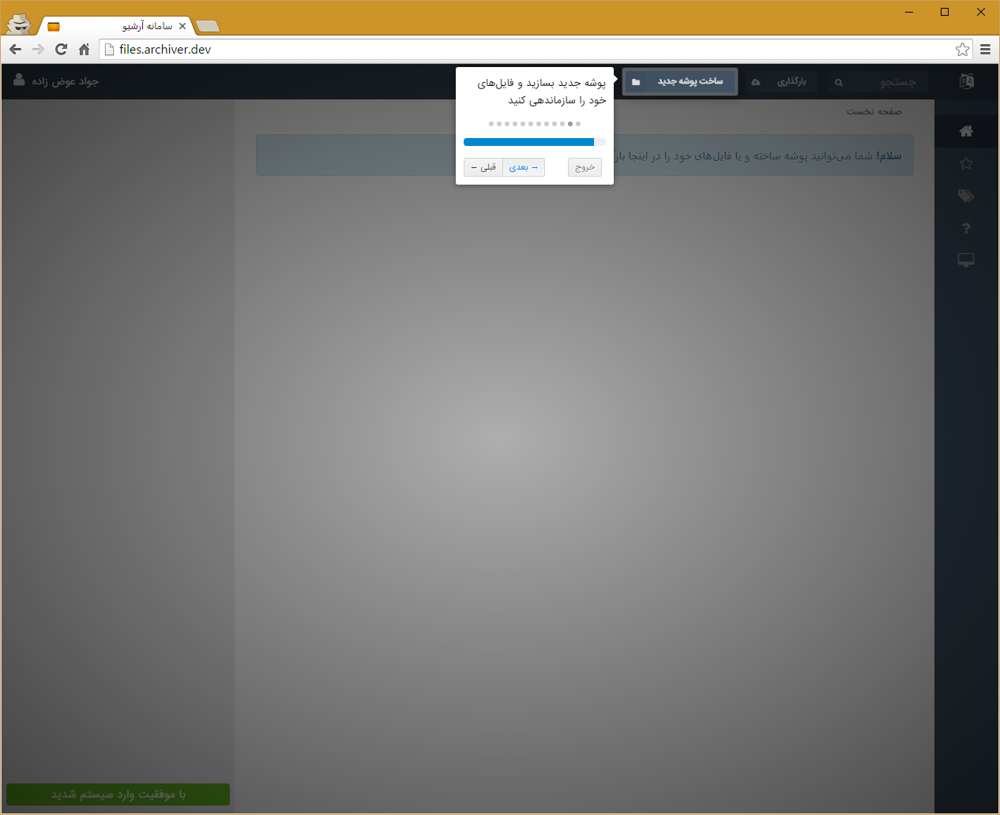 سامانه آرشیو
files.archiver.dev
جستجو
بارگذاری
ساخت پوشه جدید
جواد عوض زاده
پوشه جدید بسازید و فایل‌های
خود را سازماندهی کنید
خروج
بعدی →
← قبلی
صفحه نخست
سلام! شما می‌توانید پوشه ساخته و یا فایل‌های خود را در اینجا بار
با موفقیت وارد سیستم شدید